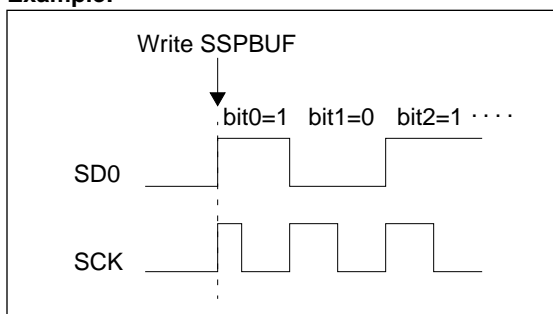 Example:
Write SSPBUF
bit0=1 bit1=0 bit2=1 ····
SD0
SCK